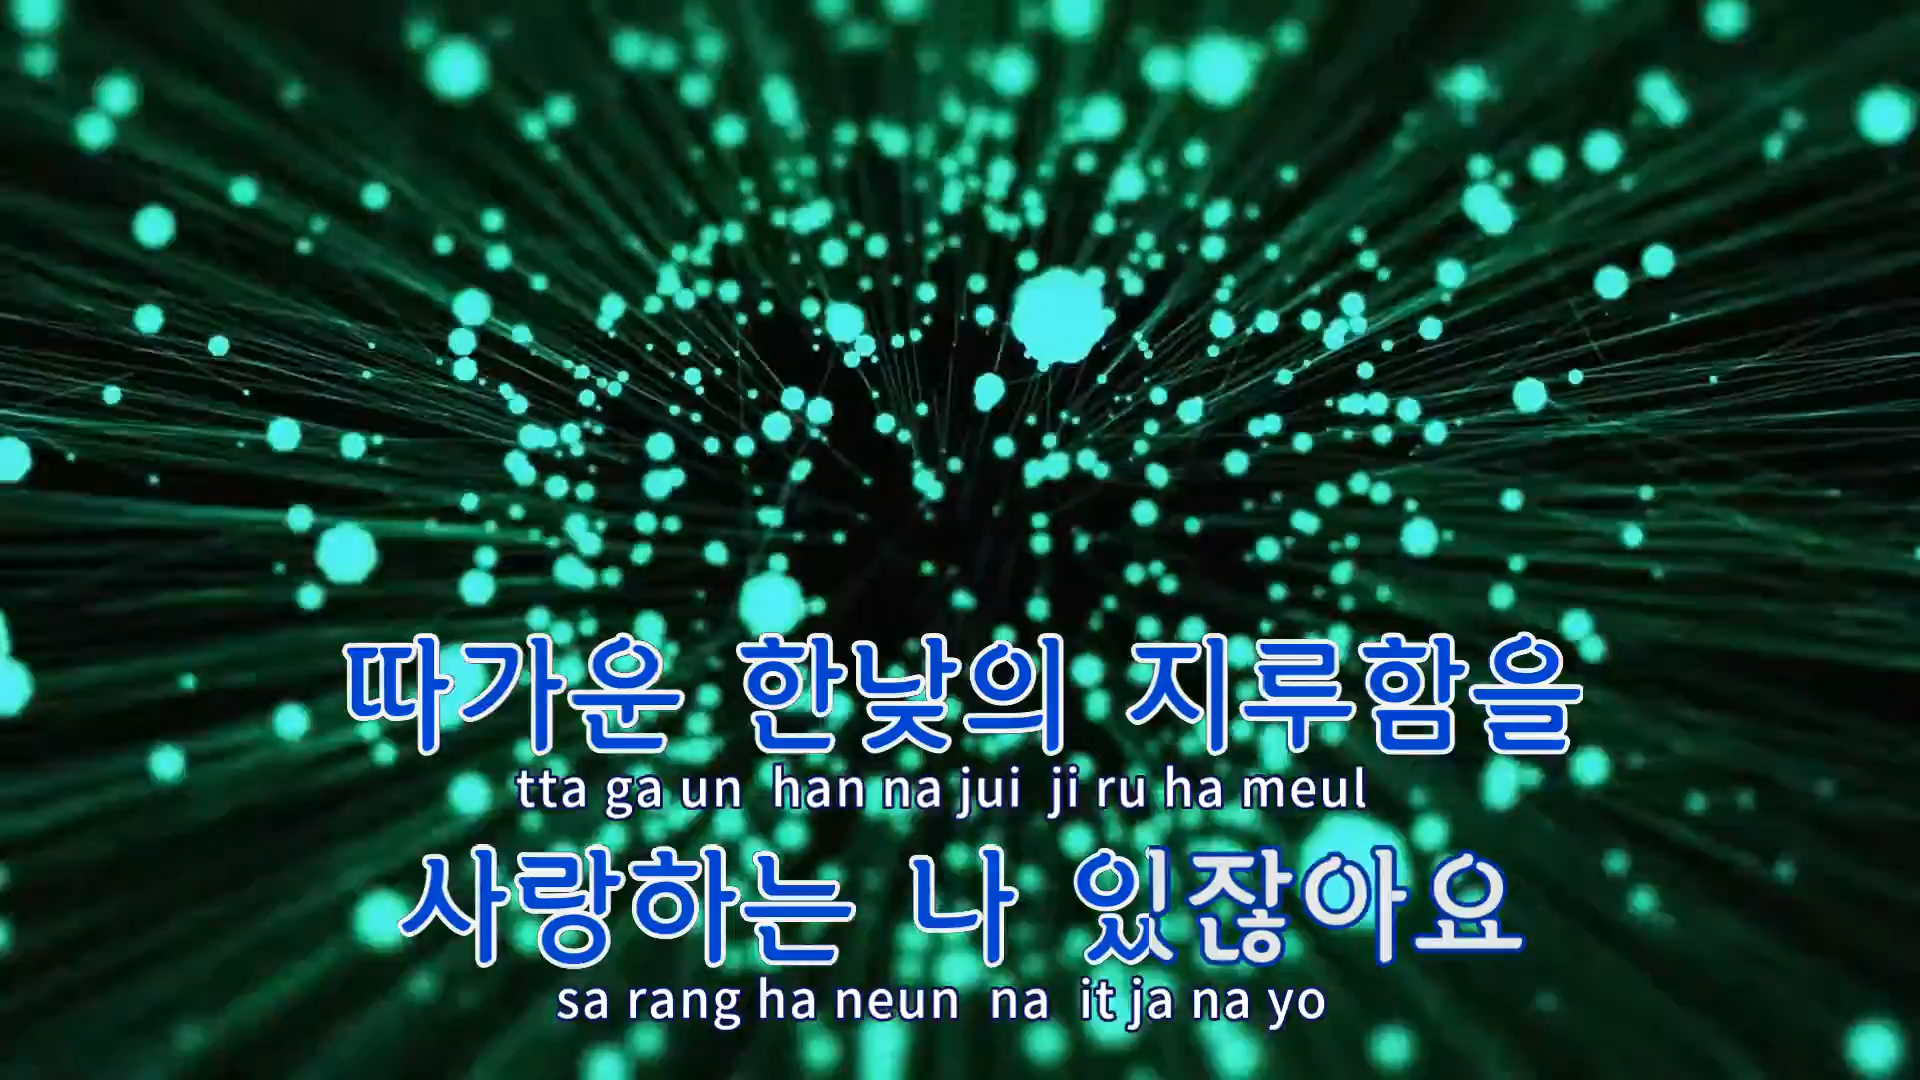 따가운 한낮의 지루함을
tta ga un han na jui ji ru ha meul
사랑하는 나 있잖아요
sa rang ha neun na it ja na yo